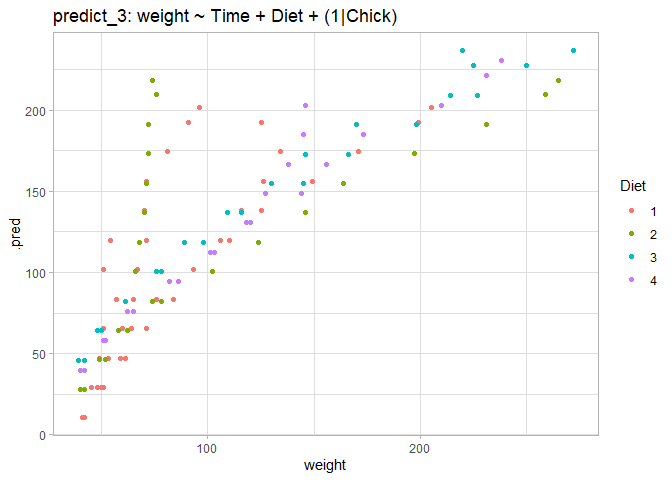 predict_3: weight ~ Time + Diet + (1|Chick)
200
150
100
50
0
.pred
100
200
weight
Diet
1
2
3
4